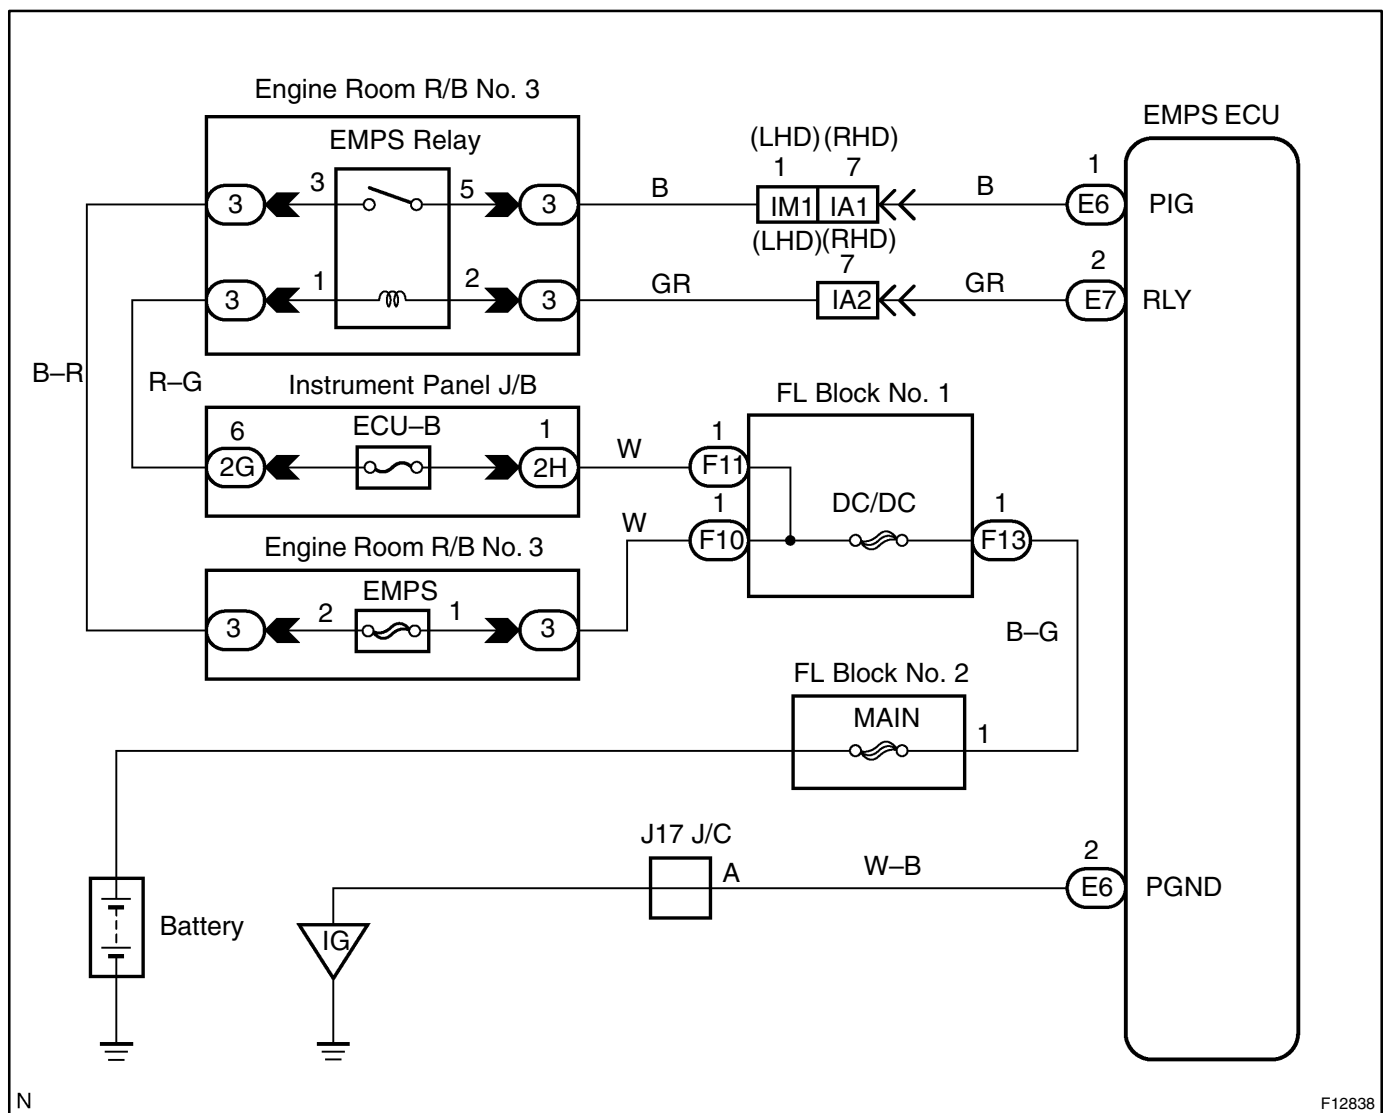 Engine Room R/B No. 3
EMPS ECU
EMPS Relay
(LHD) (RHD)
1 7
1
3 3 5 3 B IM1 IA1 B E6 PIG
(LHD) (RHD)
7
2
3 1 2 3 GR IA2 GR E7 RLY
B–R R–G
Instrument Panel J/B
FL Block No. 1
ECU–B
6 1
2G 2H W
1
F11
DC/DC
1 1
W F10 F13
Engine Room R/B No. 3
EMPS
3 2 1 3
B–G
FL Block No. 2
MAIN
1
J17 J/C
A W–B
2
E6 PGND
Battery
IG
N
F12838